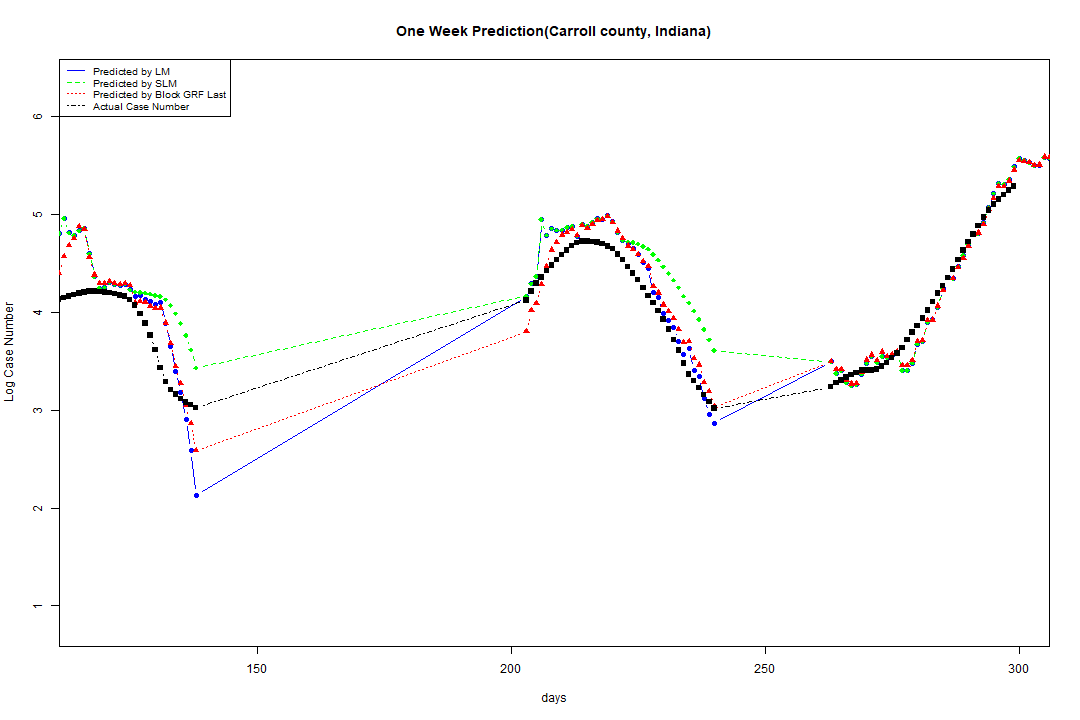 One Week Prediction(Carroll county, Indiana)
Predicted by LM
Predicted by SLM
Predicted by Block GRF Last
Actual Case Number
Log Case Number
6
5
4
3
2
1
150
200
250
300
days